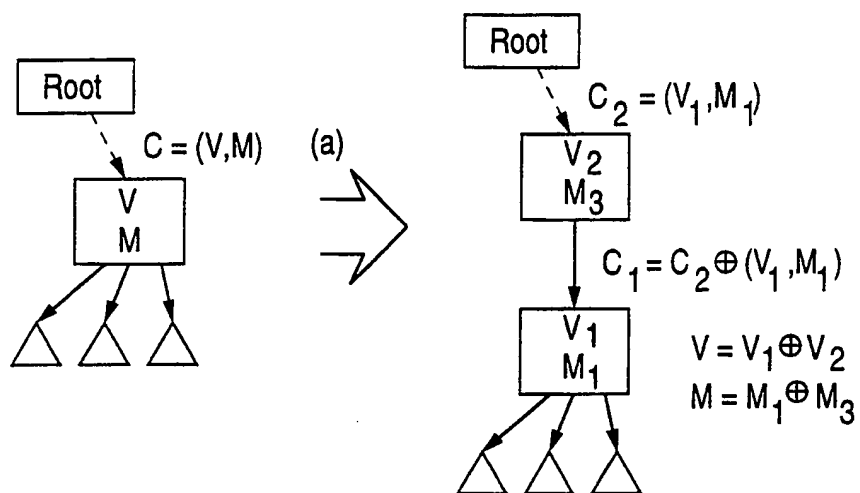 Root
C = (V,M)
V
M
(a)
Root
C₂ = (V₁,M₁)
V₂
M₃
C₁ = C₂ ⊕ (V₁,M₁)
V₁
M₁
V = V₁ ⊕ V₂
M = M₁ ⊕ M₃